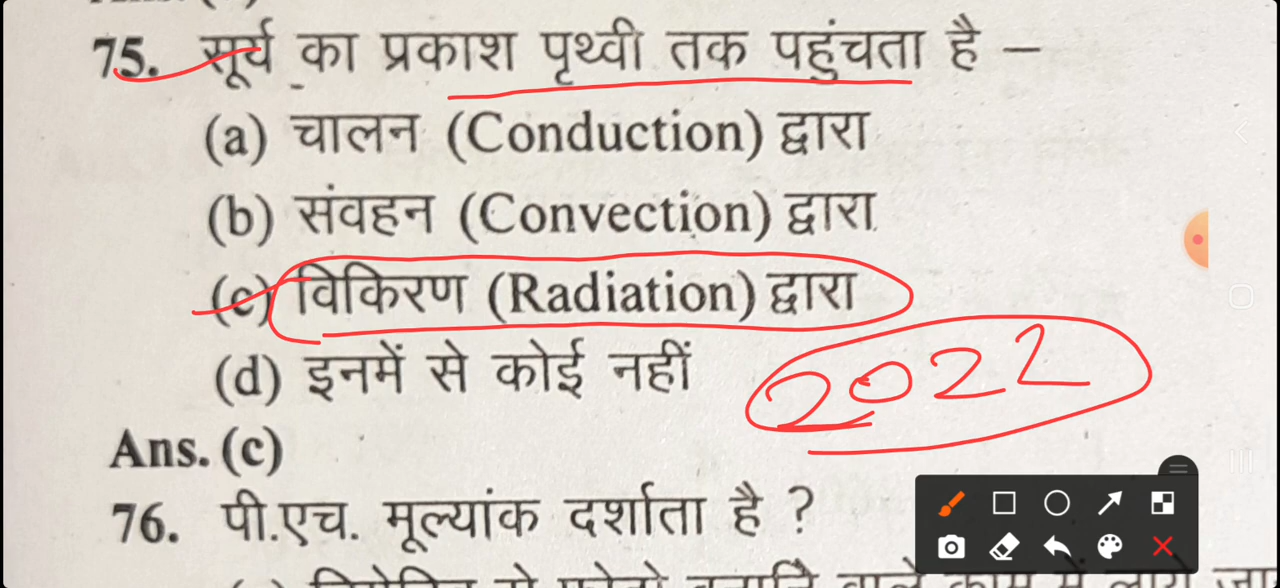 75. सूर्य का प्रकाश पृथ्वी तक पहुंचता है –
(a) चालन (Conduction) द्वारा
(b) संवहन (Convection) द्वारा
(c) विकिरण (Radiation) द्वारा
(d) इनमें से कोई नहीं
2022
Ans. (c)
76. पी.एच. मूल्यांक दर्शाता है ?